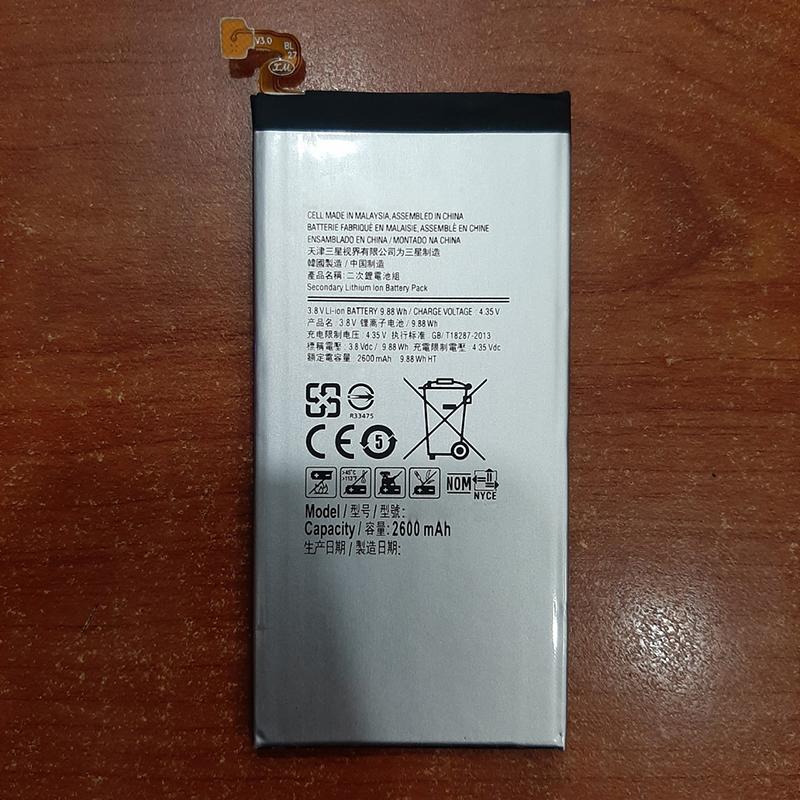 V3.0
BL
27
CELL MADE IN MALAYSIA, ASSEMBLED IN CHINA
BATTERIE FABRIQUÉ EN MALAISIE, ASSEMBLÉ EN CHINE
ENSAMBLADO EN CHINA / MONTADO NA CHINA
天津三星视界有限公司为三星制造
韓國製造 / 中国制造
產品名稱: 二次鋰電池組
Secondary Lithium Ion Battery Pack
3.8 V Li-ion BATTERY 9.88 Wh / CHARGE VOLTAGE : 4.35 V
产品名 : 3.8V 锂离子电池 / 9.88 Wh
充电限制电压 : 4.35 V 执行标准 : GB/T18287-2013
標稱電壓 : 3.8 Vdc / 9.88 Wh 充電限制電壓 : 4.35 Vdc
額定電容量 2600 mAh 9.88 Wh HT
R33475
CE 5
>45°C
>113°F
NOM NYCE
Model / 型号 / 型號:
Capacity / 容量: 2600 mAh
生产日期 / 製造日期: